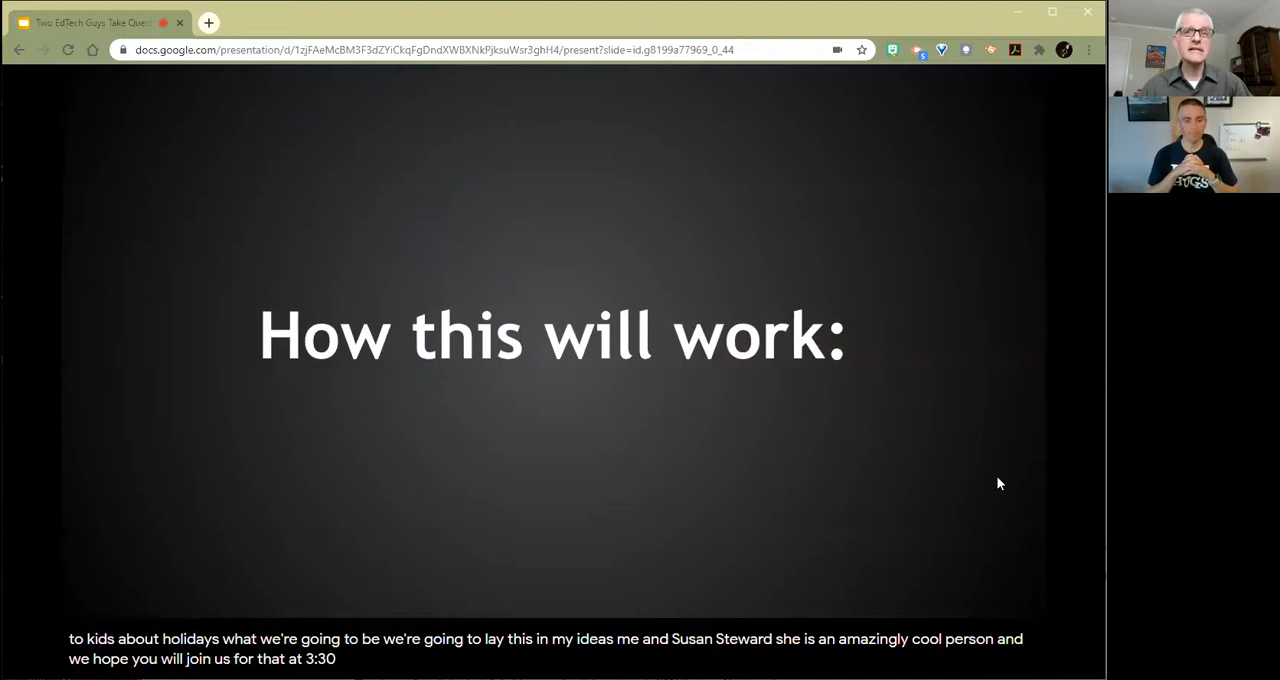 Two EdTech Guys Take Ques
docs.google.com/presentation/d/1zjFAeMcBM3F3dZYiCkqFgDndXWBXNkPjksuWsr3ghH4/present?slide=id.g8199a77969_0_44
5
How this will work:
HUGS
to kids about holidays what we're going to be we're going to lay this in my ideas me and Susan Steward she is an amazingly cool person and
we hope you will join us for that at 3:30